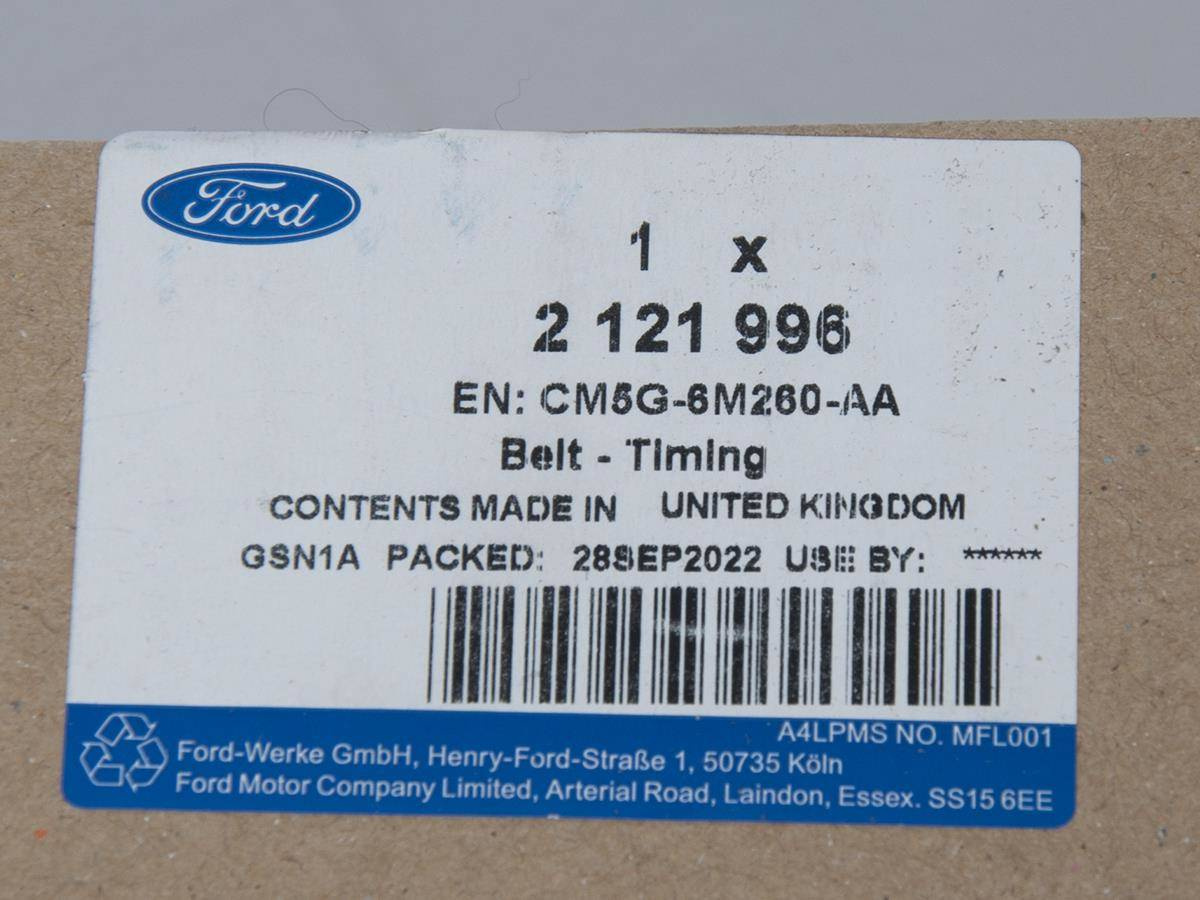 Ford
1 x
2 121 996
EN: CM5G-6M260-AA
Belt - Timing
CONTENTS MADE IN UNITED KINGDOM
GSN1A PACKED: 28SEP2022 USE BY: ******
A4LPMS NO. MFL001
Ford-Werke GmbH, Henry-Ford-Straße 1, 50735 Köln
Ford Motor Company Limited, Arterial Road, Laindon, Essex. SS15 6EE